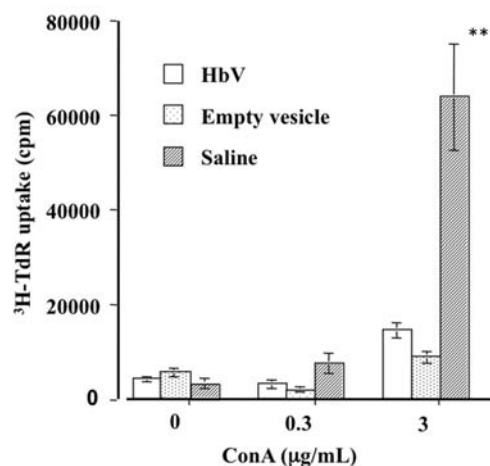 80000
60000
40000
20000
0
³H-TdR uptake (cpm)
HbV
Empty vesicle
Saline
**
0 0.3 3
ConA (μg/mL)